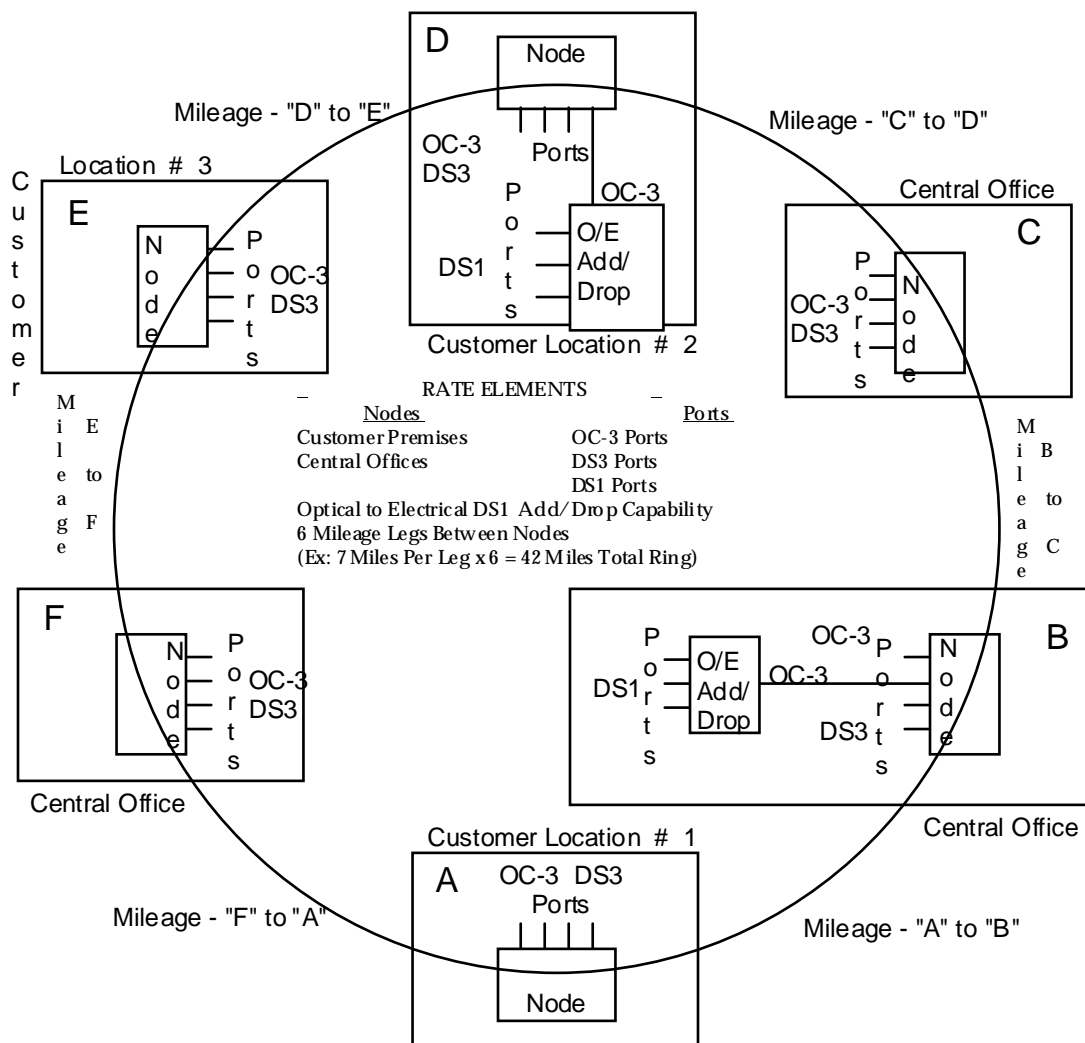 D
Node
Mileage - "D" to "E"
Mileage - "C" to "D"
OC-3
DS3
Ports
Ports
OC-3
DS1
O/E
Add/
Drop
Customer Location # 2
Customer
Location # 3
E
Node
Ports
OC-3
DS3
Central Office
C
Ports
OC-3
DS3
Node
RATE ELEMENTS
Nodes
Ports
Customer Premises
OC-3 Ports
Central Offices
DS3 Ports
DS1 Ports
Optical to Electrical DS1 Add/Drop Capability
6 Mileage Legs Between Nodes
(Ex: 7 Miles Per Leg x 6 = 42 Miles Total Ring)
Mileage
E to F
Mileage
B to C
F
Node
Ports
OC-3
DS3
Central Office
B
Ports
DS1
O/E
Add/
Drop
OC-3
OC-3
DS3
Ports
Node
Central Office
Customer Location # 1
A
OC-3 DS3
Ports
Node
Mileage - "F" to "A"
Mileage - "A" to "B"